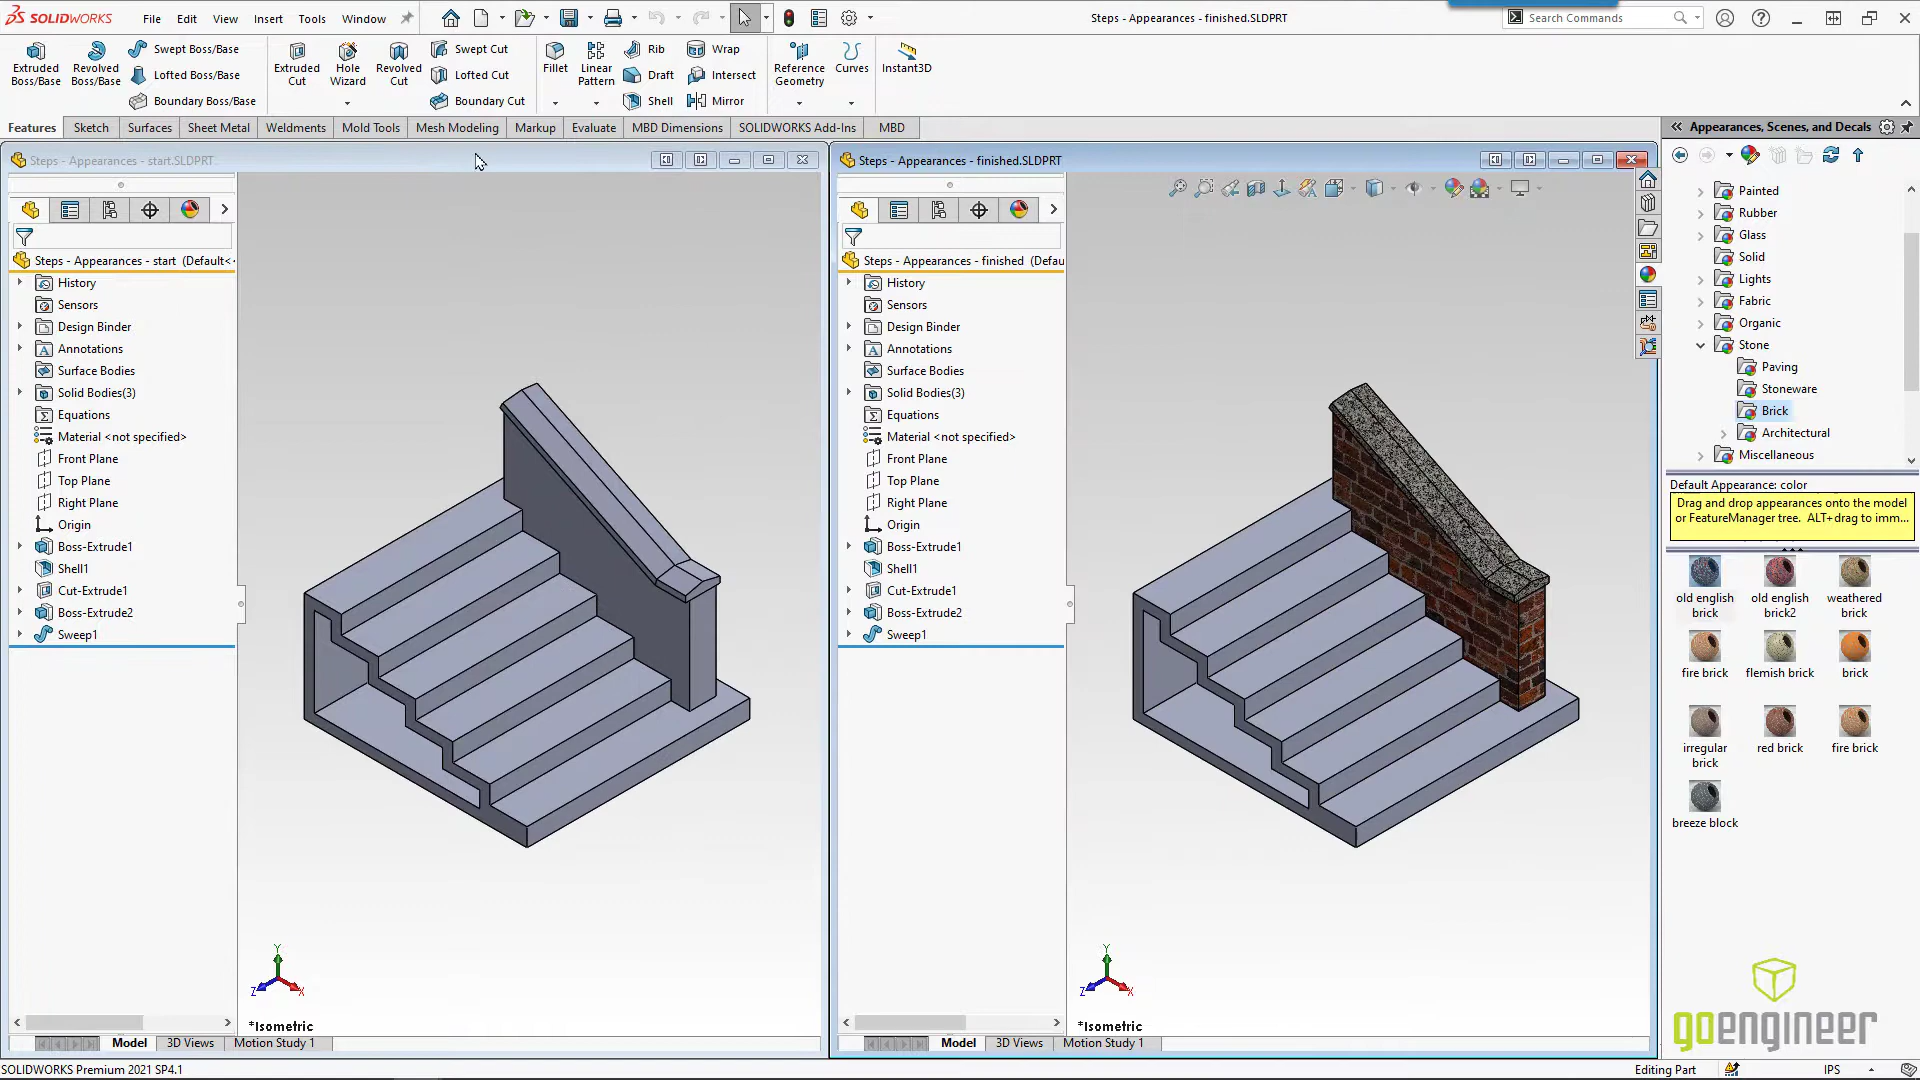 SOLIDWORKS File Edit View Insert Tools Window
Steps - Appearances - finished.SLDPRT
Search Commands
Extruded Boss/Base
Revolved Boss/Base
Swept Boss/Base
Lofted Boss/Base
Boundary Boss/Base
Extruded Cut
Hole Wizard
Revolved Cut
Swept Cut
Lofted Cut
Boundary Cut
Fillet
Linear Pattern
Rib
Draft
Shell
Wrap
Intersect
Mirror
Reference Geometry
Curves
Instant3D
Features Sketch Surfaces Sheet Metal Weldments Mold Tools Mesh Modeling Markup Evaluate MBD Dimensions SOLIDWORKS Add-Ins MBD
Steps - Appearances - start.SLDPRT
Steps - Appearances - start (Default<
History
Sensors
Design Binder
Annotations
Surface Bodies
Solid Bodies(3)
Equations
Material <not specified>
Front Plane
Top Plane
Right Plane
Origin
Boss-Extrude1
Shell1
Cut-Extrude1
Boss-Extrude2
Sweep1
Y
Z
X
*Isometric
Model 3D Views Motion Study 1
Steps - Appearances - finished.SLDPRT
Steps - Appearances - finished (Defau
History
Sensors
Design Binder
Annotations
Surface Bodies
Solid Bodies(3)
Equations
Material <not specified>
Front Plane
Top Plane
Right Plane
Origin
Boss-Extrude1
Shell1
Cut-Extrude1
Boss-Extrude2
Sweep1
Y
Z
X
*Isometric
Model 3D Views Motion Study 1
Appearances, Scenes, and Decals
Painted
Rubber
Glass
Solid
Lights
Fabric
Organic
Stone
Paving
Stoneware
Brick
Architectural
Miscellaneous
Default Appearance: color
Drag and drop appearances onto the model
or FeatureManager tree. ALT+drag to imm...
old english brick
old english brick2
weathered brick
fire brick
flemish brick
brick
irregular brick
red brick
fire brick
breeze block
goengineer
SOLIDWORKS Premium 2021 SP4.1
Editing Part
IPS